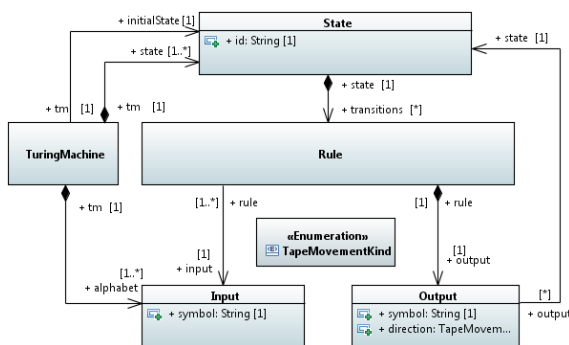 State
+ id: String [1]
+ initialState [1]
+ state [1..*]
+ tm [1]
+ tm [1]
+ state [1]
+ state [1]
+ transitions [*]
TuringMachine
Rule
+ tm [1]
[1..*] + rule
[1] + rule
«Enumeration»
TapeMovementKind
[1]
+ input
[1]
+ output
[1..*]
+ alphabet
Input
+ symbol: String [1]
Output
+ symbol: String [1]
+ direction: TapeMovem...
[*]
+ output